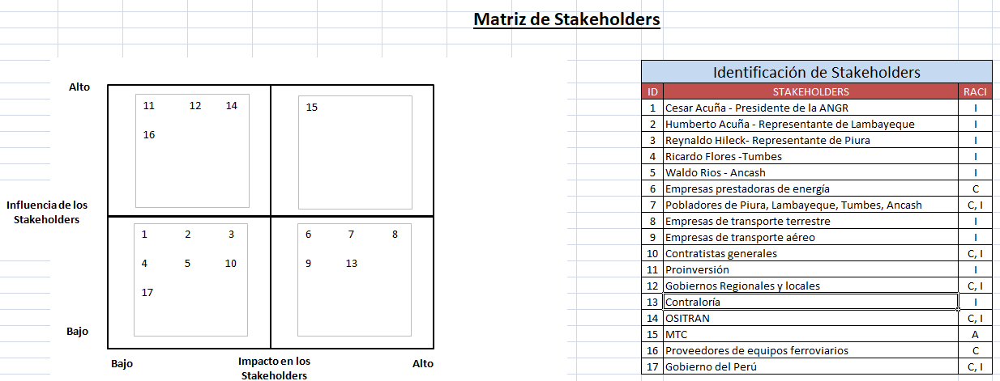 Matriz de Stakeholders
Alto
11 12 14
16
15
Influencia de los
Stakeholders
1 2 3
4 5 10
17
6 7 8
9 13
Bajo
Bajo
Impacto en los
Stakeholders
Alto
Identificación de Stakeholders
ID STAKEHOLDERS RACI
1 Cesar Acuña - Presidente de la ANGR I
2 Humberto Acuña - Representante de Lambayeque I
3 Reynaldo Hileck- Representante de Piura I
4 Ricardo Flores -Tumbes I
5 Waldo Rios - Ancash I
6 Empresas prestadoras de energía C
7 Pobladores de Piura, Lambayeque, Tumbes, Ancash C, I
8 Empresas de transporte terrestre I
9 Empresas de transporte aéreo I
10 Contratistas generales C, I
11 Proinversión I
12 Gobiernos Regionales y locales C, I
13 Contraloría I
14 OSITRAN C, I
15 MTC A
16 Proveedores de equipos ferroviarios C
17 Gobierno del Perú C, I